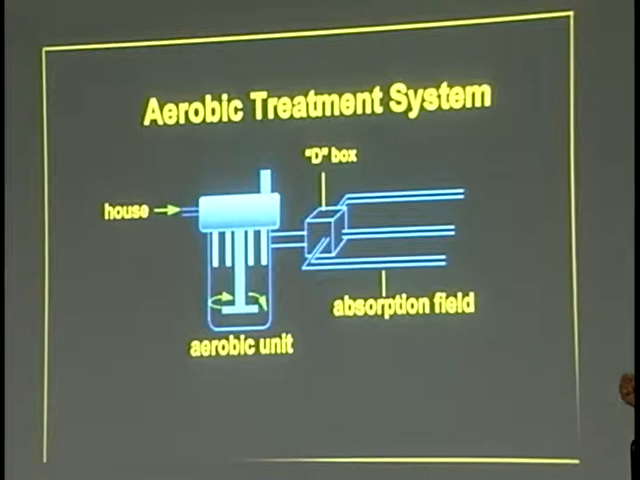 Aerobic Treatment System
"D" box
house
absorption field
aerobic unit